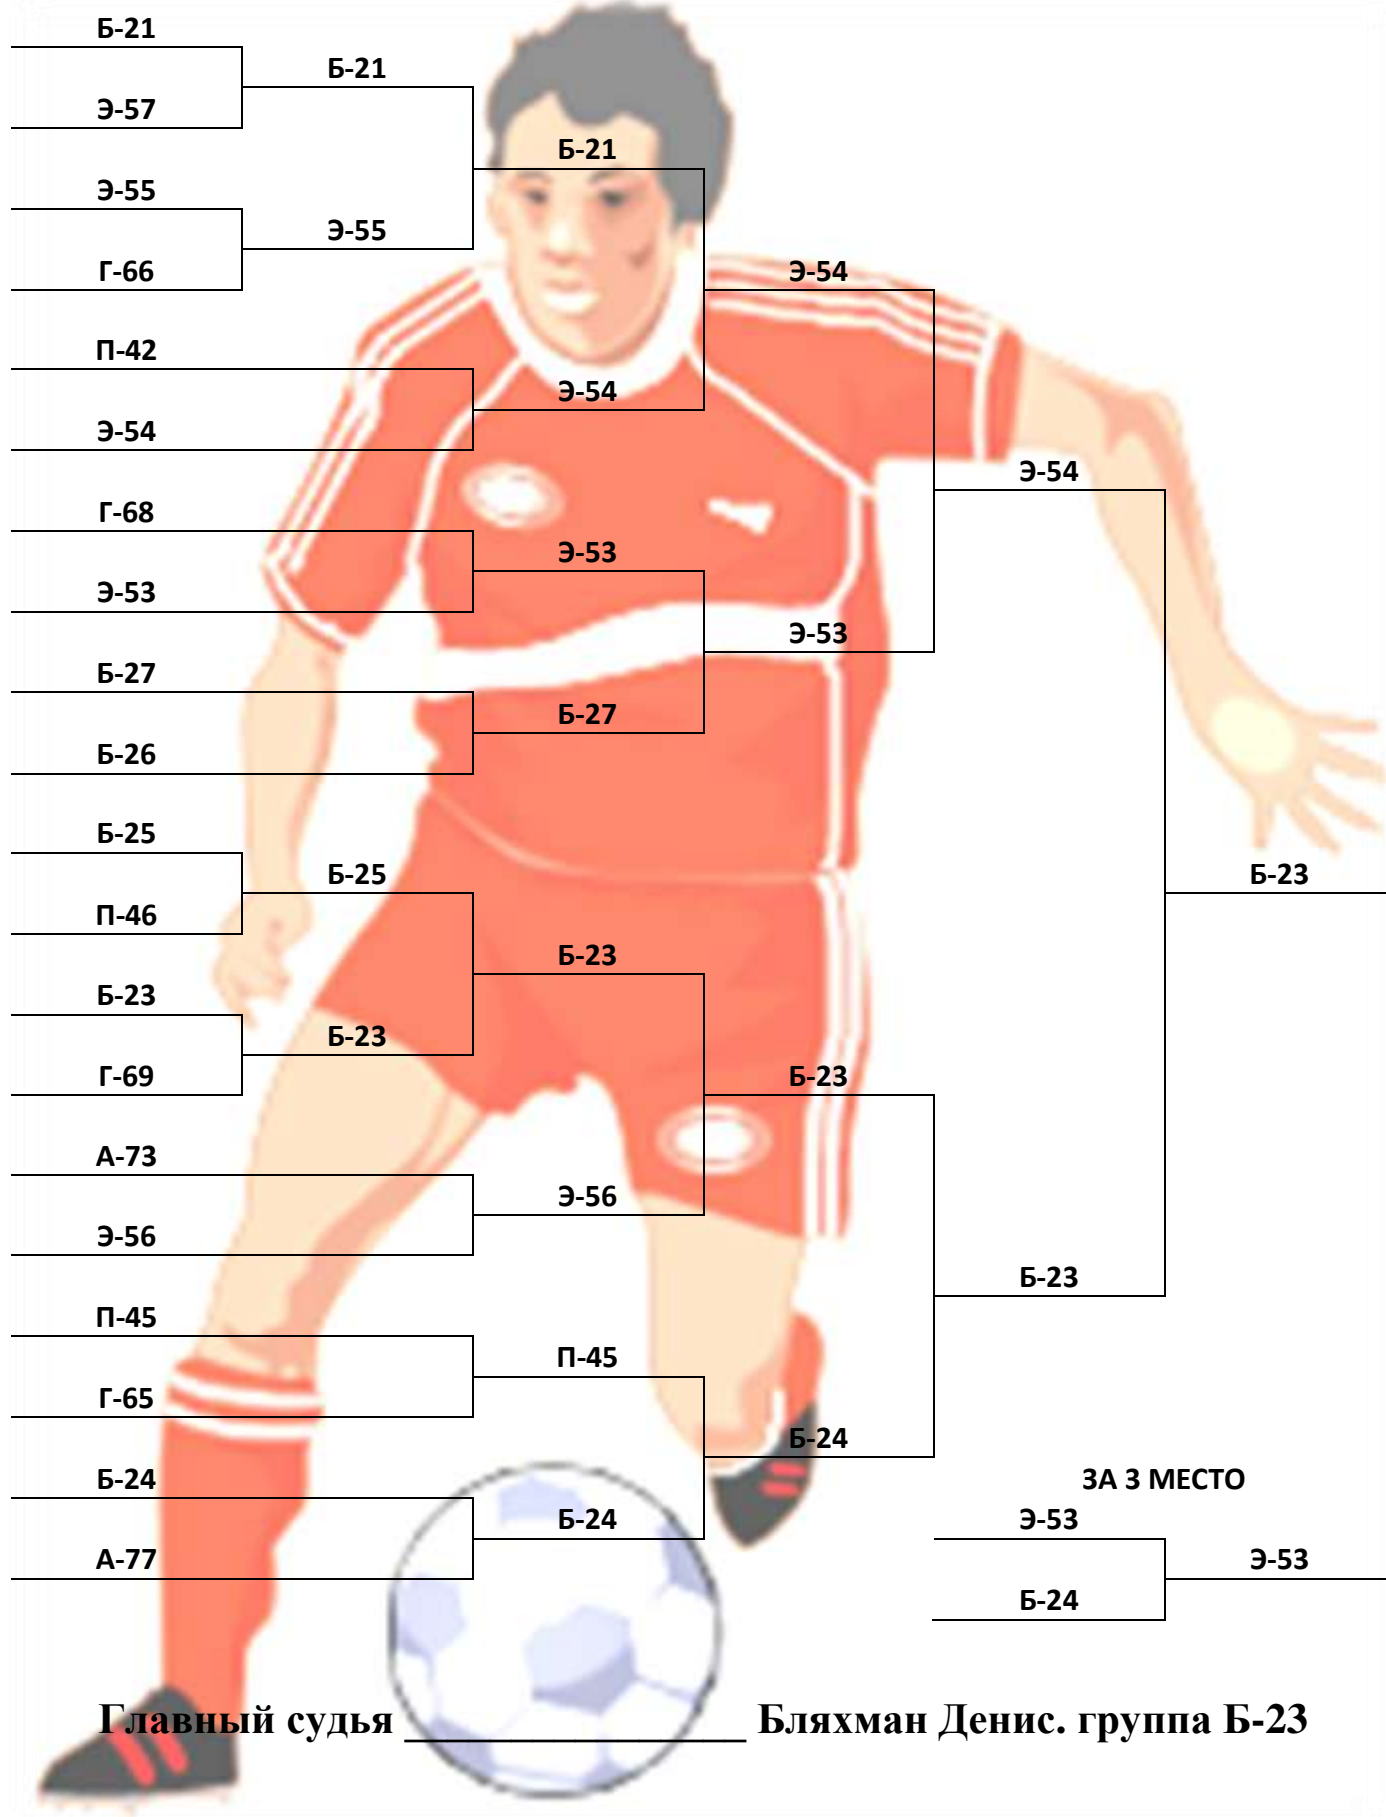 Б-21
Б-21
Э-57
Б-21
Э-55
Э-55
Г-66
Э-54
П-42
Э-54
Э-54
Э-54
Г-68
Э-53
Э-53
Э-53
Б-27
Б-27
Б-26
Б-25
Б-25
Б-23
П-46
Б-23
Б-23
Б-23
Г-69
Б-23
А-73
Э-56
Э-56
Б-23
П-45
П-45
Г-65
Б-24
Б-24
ЗА 3 МЕСТО
Б-24
Э-53
А-77
Э-53
Б-24
Главный судья ________________ Бляхман Денис. группа Б-23